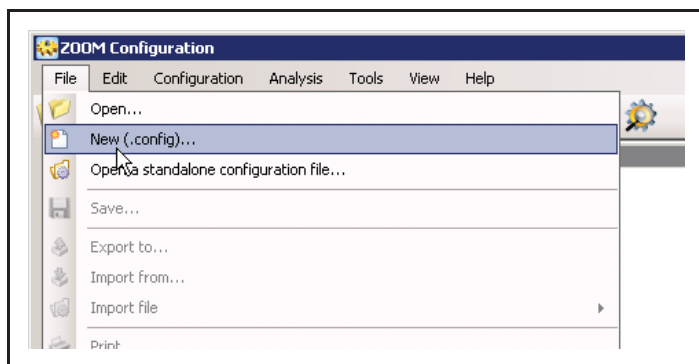 ZOOM Configuration
File Edit Configuration Analysis Tools View Help
Open...
New (.config)...
Open a standalone configuration file...
Save...
Export to...
Import from...
Import file
Print